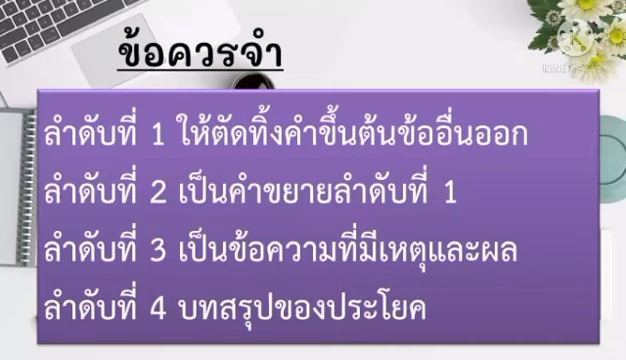 ข้อควรจำ
ลำดับที่ 1 ให้ตัดทิ้งคำขึ้นต้นข้ออื่นออก
ลำดับที่ 2 เป็นคำขยายลำดับที่ 1
ลำดับที่ 3 เป็นข้อความที่มีเหตุและผล
ลำดับที่ 4 บทสรุปของประโยค